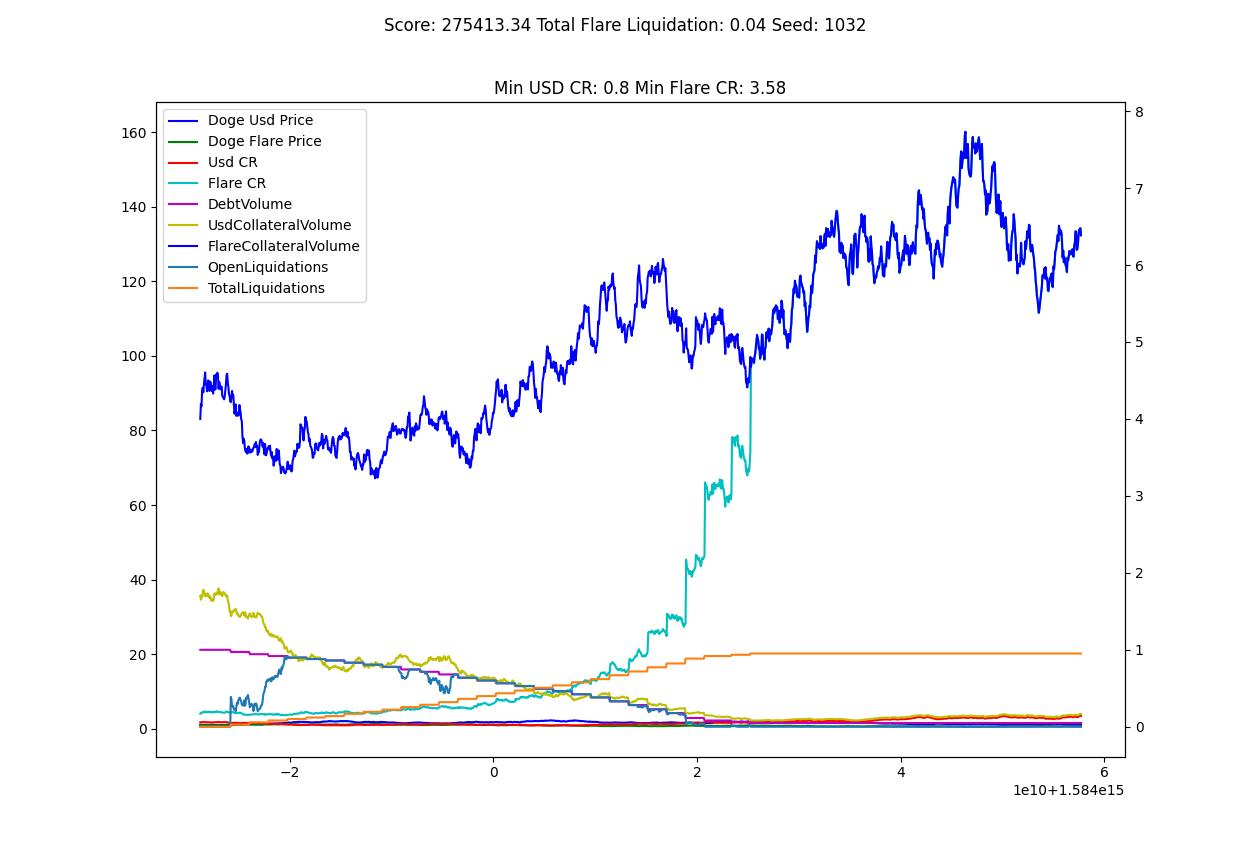 Score: 275413.34 Total Flare Liquidation: 0.04 Seed: 1032
Min USD CR: 0.8 Min Flare CR: 3.58
Doge Usd Price
Doge Flare Price
Usd CR
Flare CR
DebtVolume
UsdCollateralVolume
FlareCollateralVolume
OpenLiquidations
TotalLiquidations
160
140
120
100
80
60
40
20
0
8
7
6
5
4
3
2
1
0
−2
0
2
4
6
1e10+1.584e15